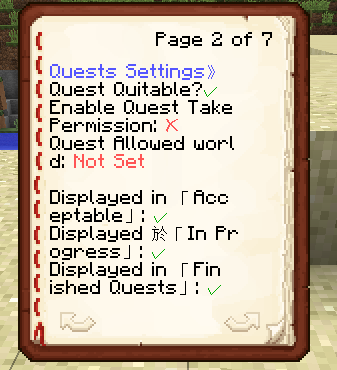 Page 2 of 7
Quests Settings》
Quest Quitable?✓
Enable Quest Take
Permission: X
Quest Allowed worl
d: Not Set
Displayed in「Acc
eptable」: ✓
Displayed 於「In Pr
ogress」: ✓
Displayed in「Fin
ished Quests」: ✓